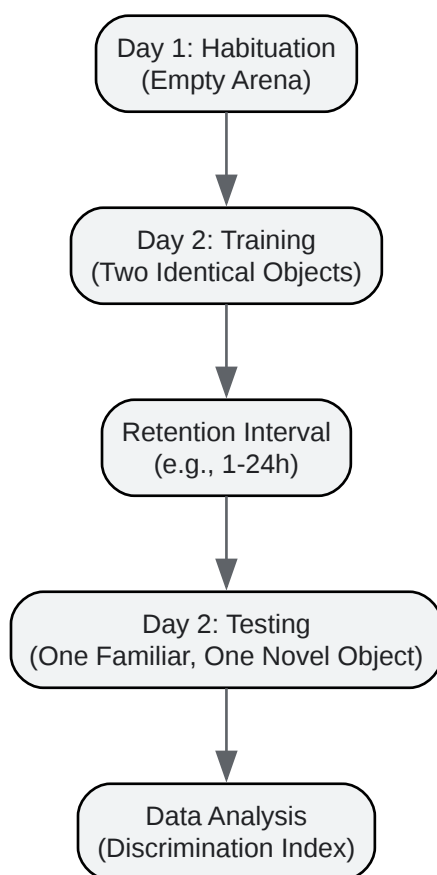 Day 1: Habituation
(Empty Arena)
Day 2: Training
(Two Identical Objects)
Retention Interval
(e.g., 1-24h)
Day 2: Testing
(One Familiar, One Novel Object)
Data Analysis
(Discrimination Index)